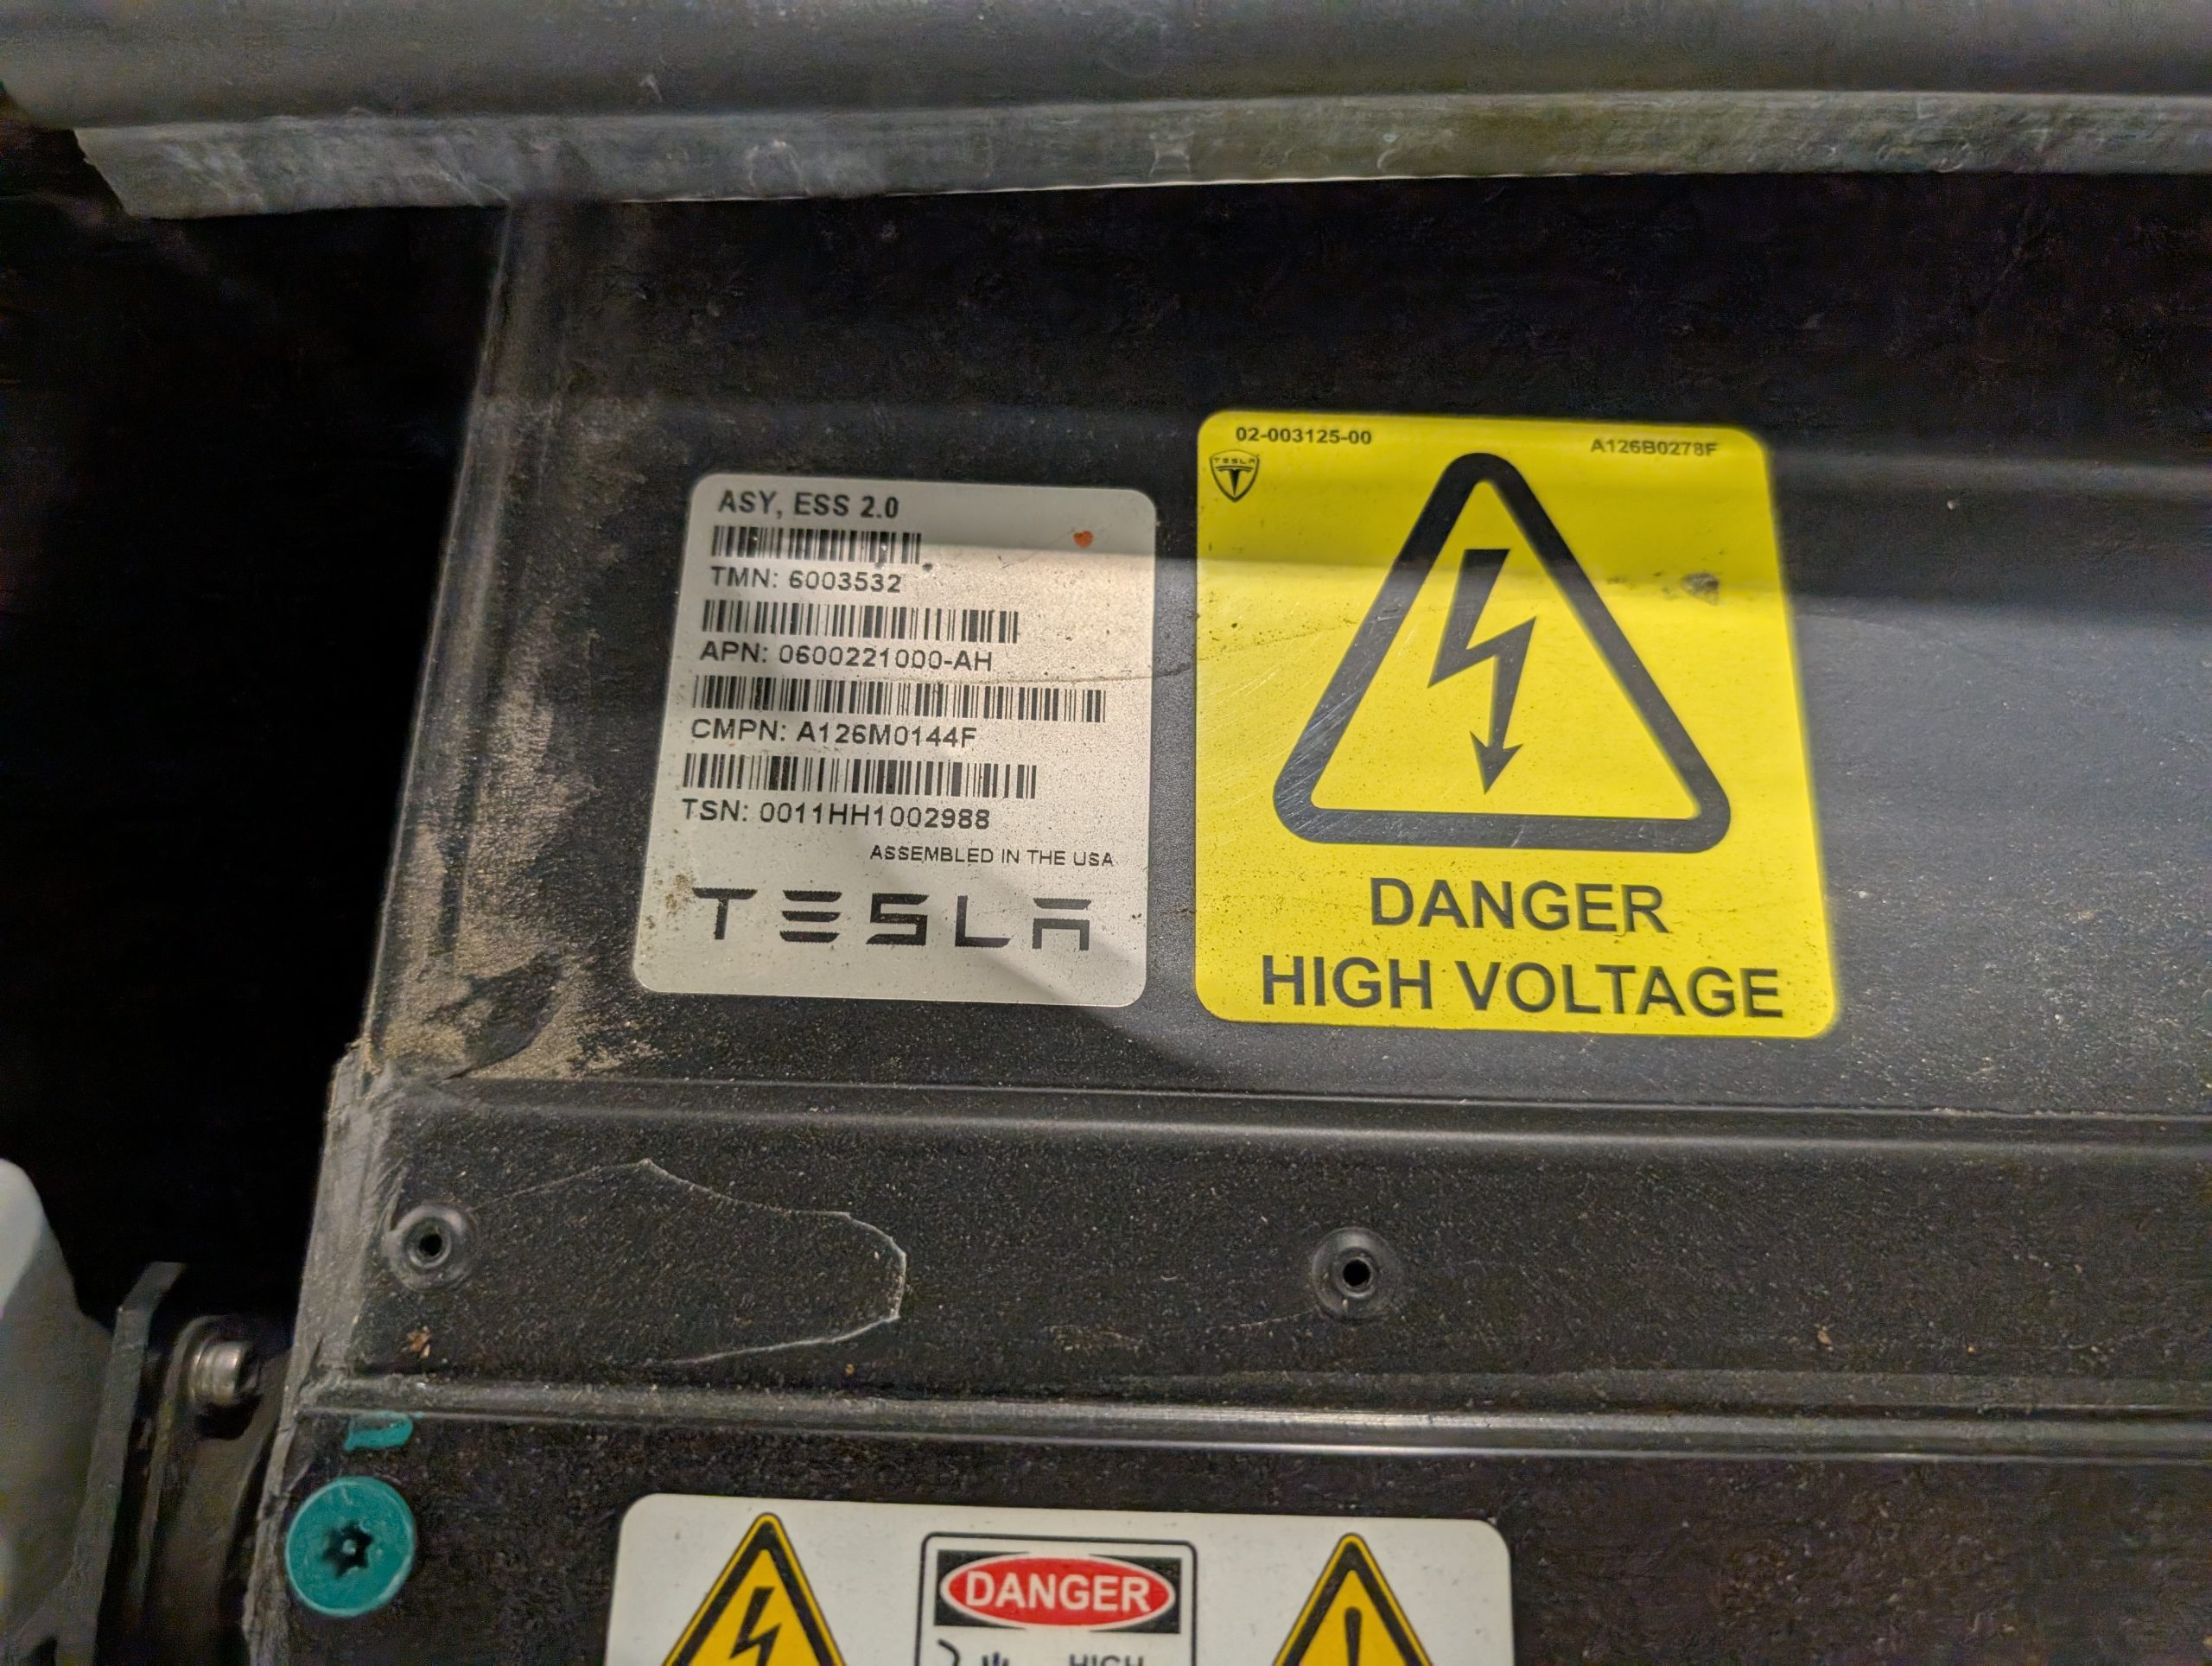 ASY, ESS 2.0
TMN: 6003532
APN: 0600221000-AH
CMPN: A126M0144F
TSN: 0011HH1002988
ASSEMBLED IN THE USA
TESLA
02-003125-00
A126B0278F
TESLA
DANGER
HIGH VOLTAGE
DANGER
HIGH